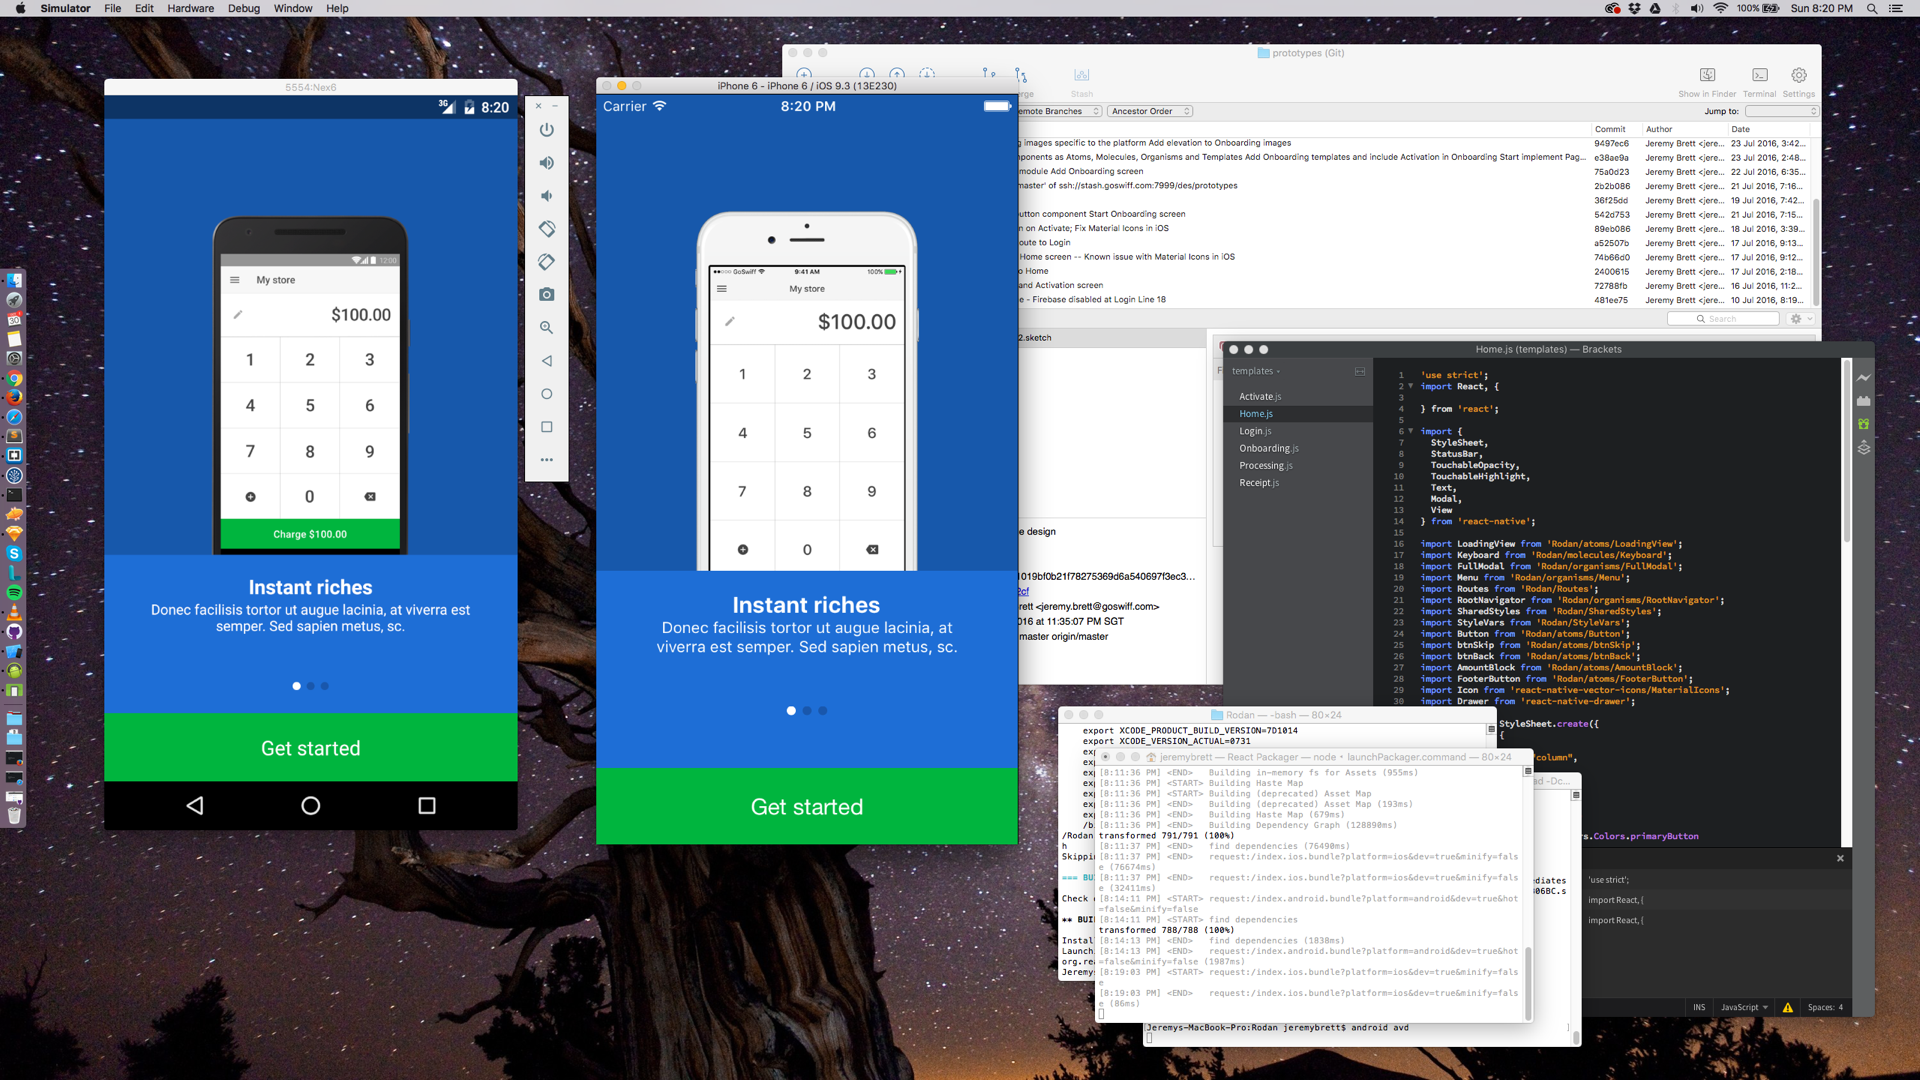 Simulator File Edit Hardware Debug Window Help
100% Sun 8:20 PM
5554:Nex6
3G 8:20
12:00
My store
$100.00
1 2 3
4 5 6
7 8 9
0
Charge $100.00
Instant riches
Donec facilisis tortor ut augue lacinia, at viverra est
semper. Sed sapien metus, sc.
Get started
iPhone 6 - iPhone 6 / iOS 9.3 (13E230)
Carrier 8:20 PM
GoSwiff 9:41 AM 100%
My store
$100.00
1 2 3
4 5 6
7 8 9
0
Instant riches
Donec facilisis tortor ut augue lacinia, at
viverra est semper. Sed sapien metus, sc.
Get started
prototypes (Git)
Stash Show in Finder Terminal Settings
emote Branches Ancestor Order Jump to:
Commit Author Date
g images specific to the platform Add elevation to Onboarding images 9497ec6 Jeremy Brett <jere... 23 Jul 2016, 3:42...
ponents as Atoms, Molecules, Organisms and Templates Add Onboarding templates and include Activation in Onboarding Start implement Pag... e38ae9a Jeremy Brett <jere... 23 Jul 2016, 2:48...
module Add Onboarding screen 75a0d23 Jeremy Brett <jere... 22 Jul 2016, 6:35...
master' of ssh://stash.goswiff.com:7999/des/prototypes 2b2b086 Jeremy Brett <jere... 21 Jul 2016, 7:16...
36f25dd Jeremy Brett <jere... 19 Jul 2016, 7:42...
utton component Start Onboarding screen 542d753 Jeremy Brett <jere... 21 Jul 2016, 7:15...
n on Activate; Fix Material Icons in iOS 89eb086 Jeremy Brett <jere... 18 Jul 2016, 3:39...
oute to Login a52507b Jeremy Brett <jere... 17 Jul 2016, 9:13...
Home screen -- Known issue with Material Icons in iOS 74b66d0 Jeremy Brett <jere... 17 Jul 2016, 9:12...
o Home 2400615 Jeremy Brett <jere... 17 Jul 2016, 2:18...
and Activation screen 72788fb Jeremy Brett <jere... 16 Jul 2016, 11:2...
e - Firebase disabled at Login Line 18 481ee75 Jeremy Brett <jere... 10 Jul 2016, 8:19...
Search
2.sketch
e design
1019bf0b21f78275369d6a540697f3ec3...
2cf
rett <jeremy.brett@goswiff.com>
016 at 11:35:07 PM SGT
master origin/master
Home.js (templates) — Brackets
templates
Activate.js
Home.js
Login.js
Onboarding.js
Processing.js
Receipt.js
1 'use strict';
2 import React, {
3
4 } from 'react';
5
6 import {
7 StyleSheet,
8 StatusBar,
9 TouchableOpacity,
10 TouchableHighlight,
11 Text,
12 Modal,
13 View
14 } from 'react-native';
15
16 import LoadingView from 'Rodan/atoms/LoadingView';
17 import Keyboard from 'Rodan/molecules/Keyboard';
18 import FullModal from 'Rodan/organisms/FullModal';
19 import Menu from 'Rodan/organisms/Menu';
20 import Routes from 'Rodan/Routes';
21 import RootNavigator from 'Rodan/organisms/RootNavigator';
22 import SharedStyles from 'Rodan/SharedStyles';
23 import StyleVars from 'Rodan/StyleVars';
24 import Button from 'Rodan/atoms/Button';
25 import btnSkip from 'Rodan/atoms/btnSkip';
26 import btnBack from 'Rodan/atoms/btnBack';
27 import AmountBlock from 'Rodan/atoms/AmountBlock';
28 import FooterButton from 'Rodan/atoms/FooterButton';
29 import Icon from 'react-native-vector-icons/MaterialIcons';
30 import Drawer from 'react-native-drawer';
StyleSheet.create({
{
"column",
s.Colors.primaryButton
'use strict';
import React, {
import React, {
INS JavaScript Spaces: 4
Rodan — -bash — 80×24
export XCODE_PRODUCT_BUILD_VERSION=7D1014
export XCODE_VERSION_ACTUAL=0731
/Rodan
h
Skippin
=== BUI
Check
** BUI
Instal
Launch
org.re
Jeremys
jeremybrett — React Packager — node • launchPackager.command — 80×24
[8:11:36 PM] <END> Building in-memory fs for Assets (955ms)
[8:11:36 PM] <START> Building Haste Map
[8:11:36 PM] <START> Building (deprecated) Asset Map
[8:11:36 PM] <END> Building (deprecated) Asset Map (193ms)
[8:11:36 PM] <END> Building Haste Map (679ms)
[8:11:36 PM] <END> Building Dependency Graph (128890ms)
transformed 791/791 (100%)
[8:11:37 PM] <END> find dependencies (76490ms)
[8:11:37 PM] <END> request:/index.ios.bundle?platform=ios&dev=true&minify=fals
e (76674ms)
[8:11:37 PM] <END> request:/index.ios.bundle?platform=ios&dev=true&minify=fals
e (32411ms)
[8:14:11 PM] <START> request:/index.android.bundle?platform=android&dev=true&hot
=false&minify=false
[8:14:11 PM] <START> find dependencies
transformed 788/788 (100%)
[8:14:13 PM] <END> find dependencies (1838ms)
[8:14:13 PM] <END> request:/index.android.bundle?platform=android&dev=true&hot
=false&minify=false (1987ms)
[8:19:03 PM] <START> request:/index.ios.bundle?platform=ios&dev=true&minify=fals
e
[8:19:03 PM] <END> request:/index.ios.bundle?platform=ios&dev=true&minify=fals
e (86ms)
ad -Dc...
ediates
06BC.s
Jeremys-MacBook-Pro:Rodan jeremybrett$ android avd